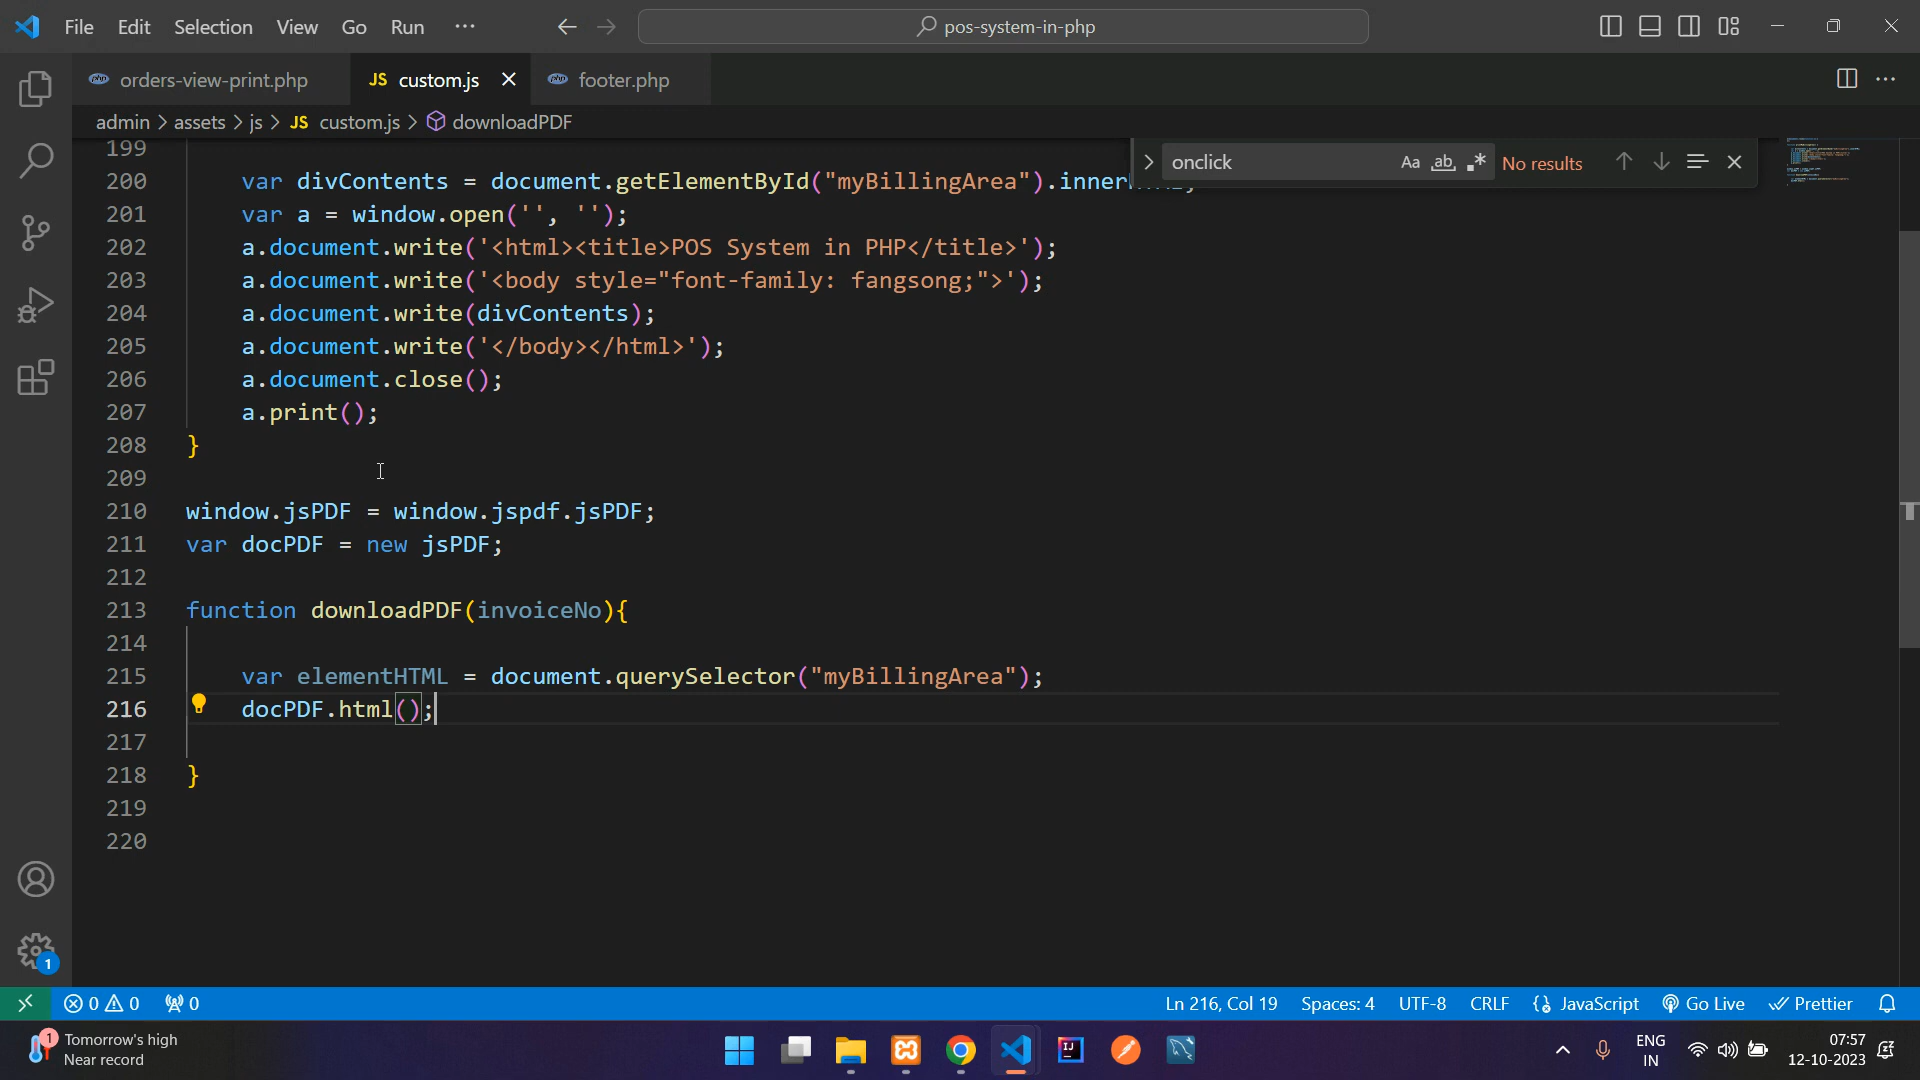 File Edit Selection View Go Run ··· pos-system-in-php
orders-view-print.php JS custom.js footer.php
admin > assets > js > JS custom.js > downloadPDF
onclick Aa ab No results
199
200 var divContents = document.getElementById("myBillingArea").inner
201 var a = window.open('', '');
202 a.document.write('<html><title>POS System in PHP</title>');
203 a.document.write('<body style="font-family: fangsong;">');
204 a.document.write(divContents);
205 a.document.write('</body></html>');
206 a.document.close();
207 a.print();
208 }
209
210 window.jsPDF = window.jspdf.jsPDF;
211 var docPDF = new jsPDF;
212
213 function downloadPDF(invoiceNo){
214
215 var elementHTML = document.querySelector("myBillingArea");
216 docPDF.html();
217
218 }
219
220
1
0 0 0 Ln 216, Col 19 Spaces: 4 UTF-8 CRLF {} JavaScript Go Live Prettier
1 Tomorrow's high
Near record
ENG
IN
07:57
12-10-2023